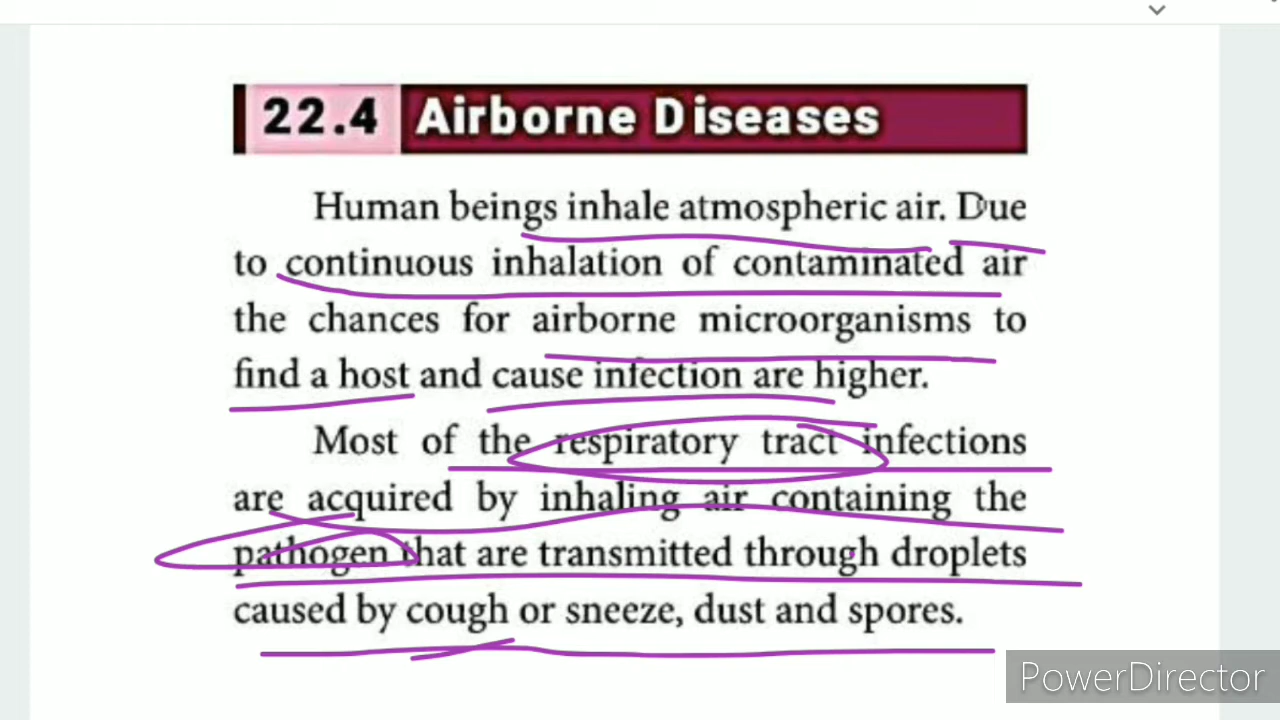 22.4 Airborne Diseases
Human beings inhale atmospheric air. Due
to continuous inhalation of contaminated air
the chances for airborne microorganisms to
find a host and cause infection are higher.
Most of the respiratory tract infections
are acquired by inhaling air containing the
pathogen that are transmitted through droplets
caused by cough or sneeze, dust and spores.
PowerDirector